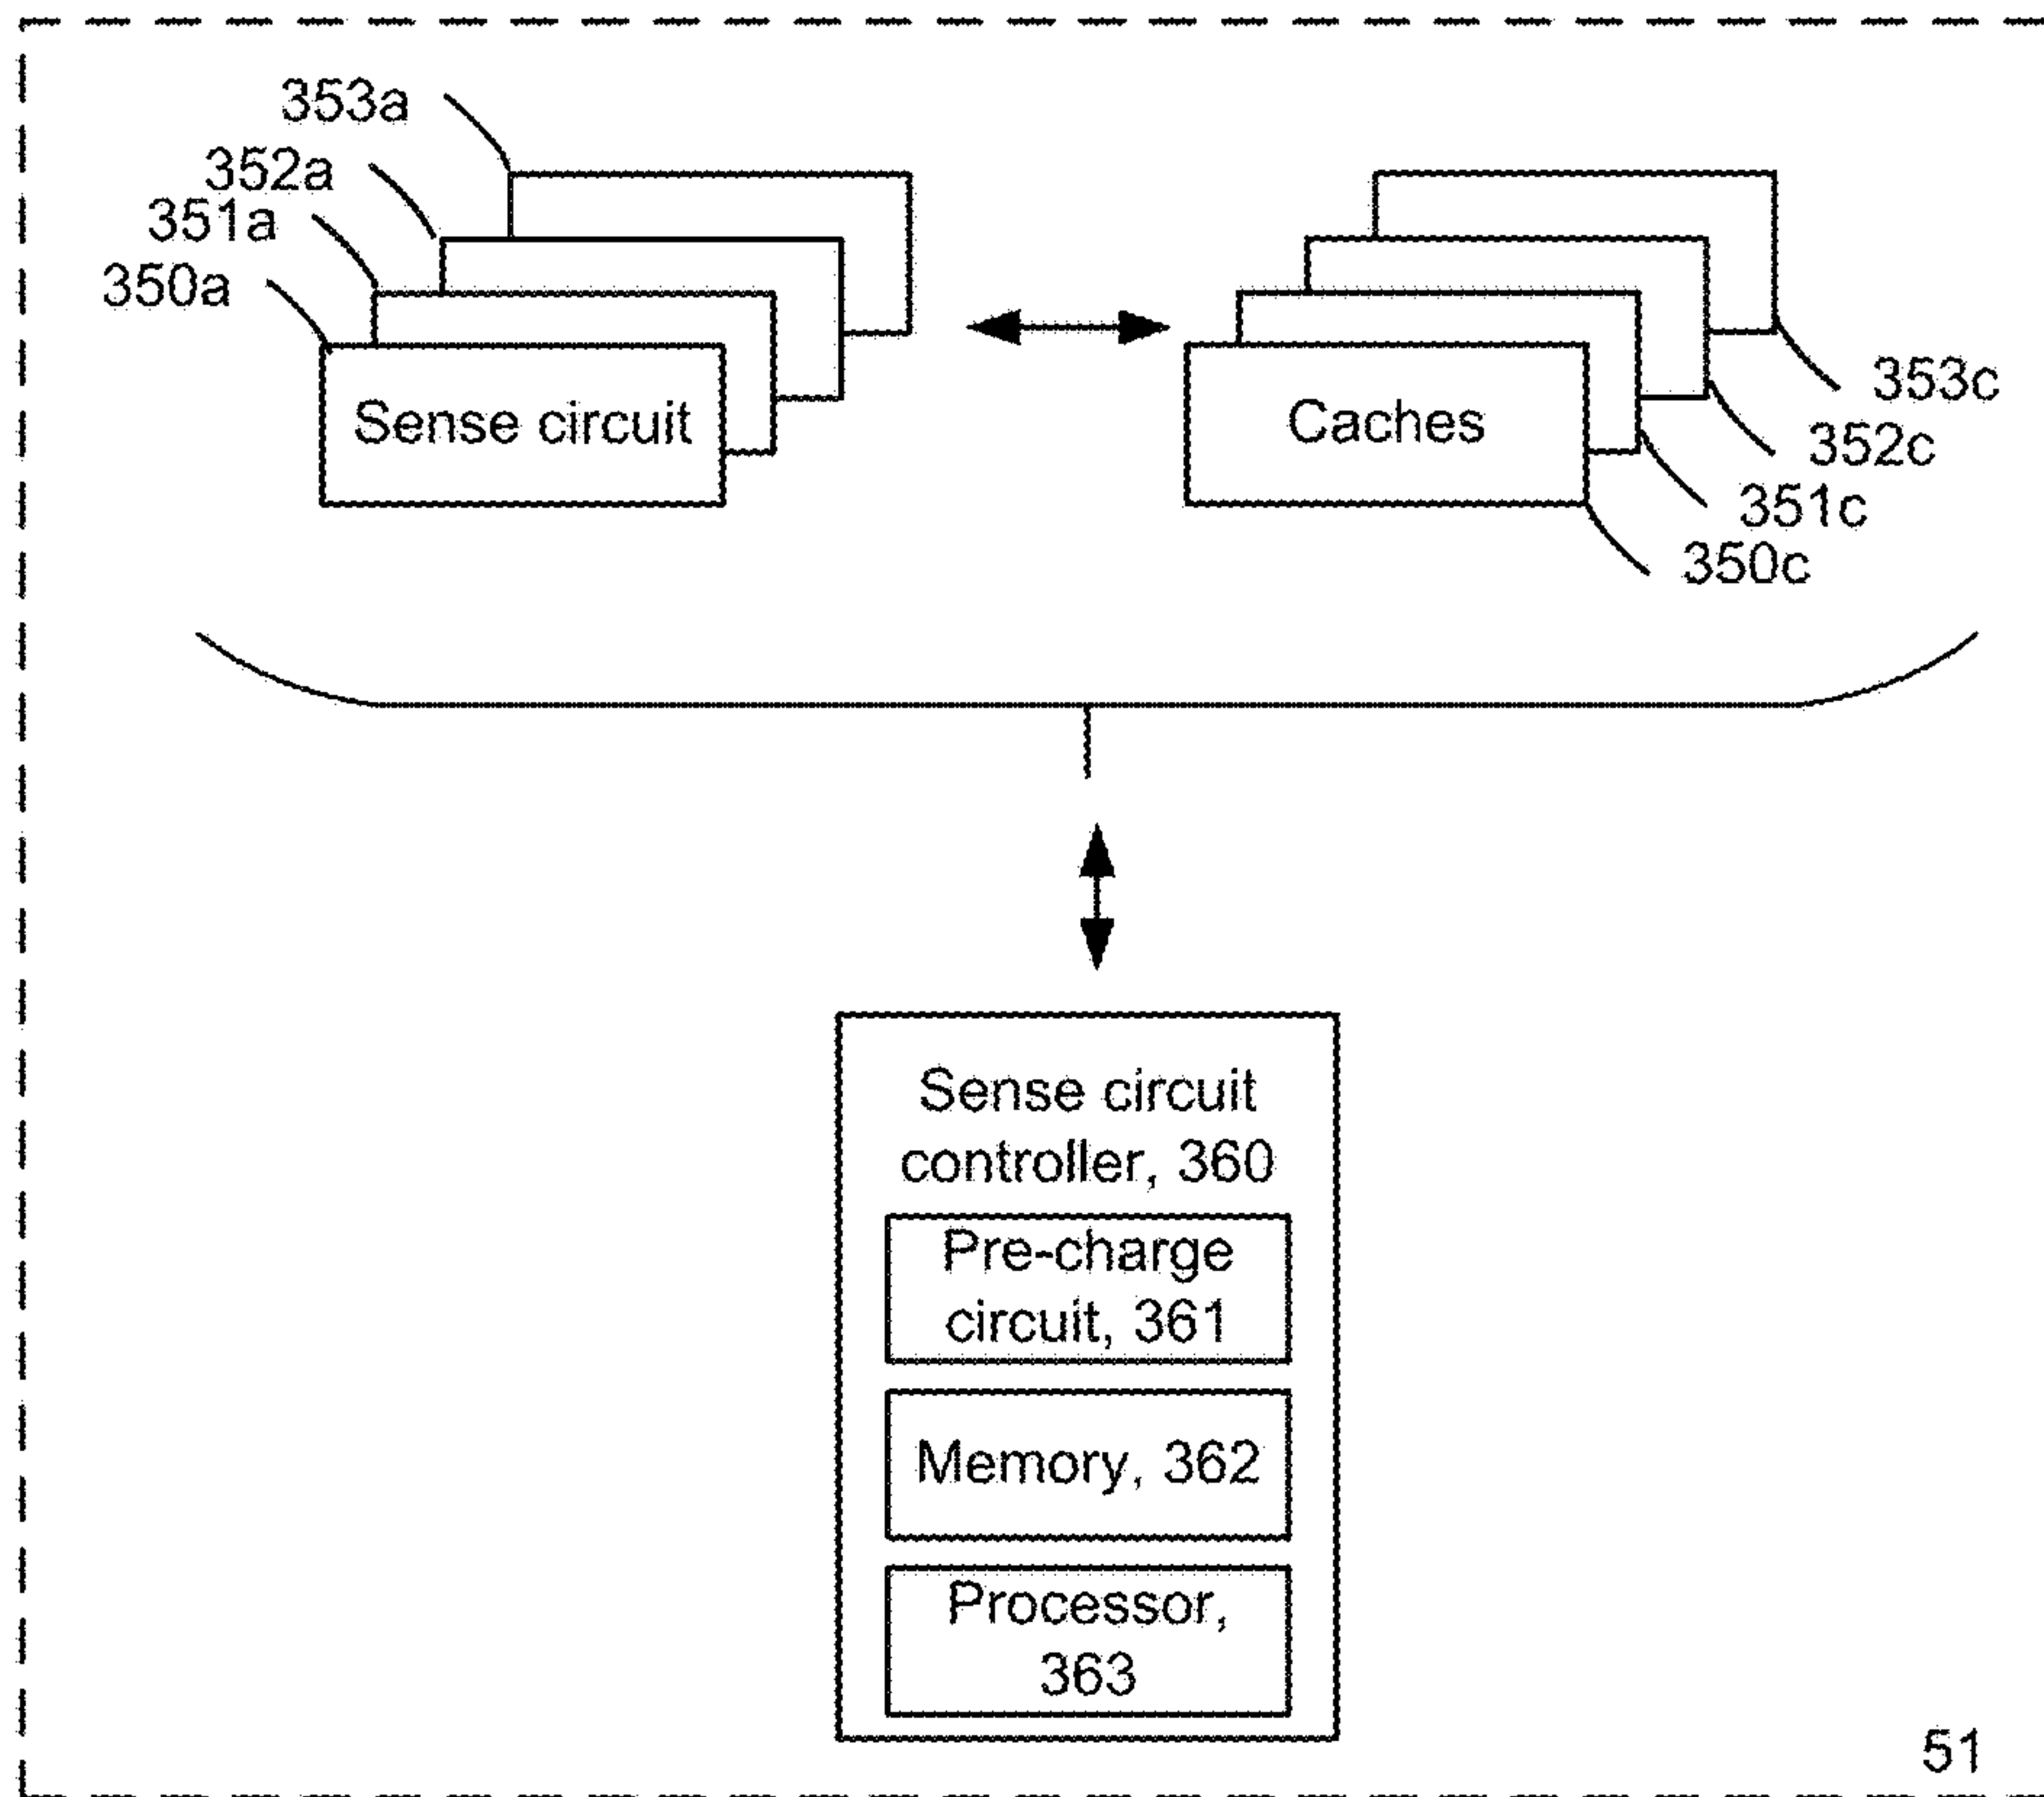 353a
352a
351a
350a
Sense circuit
Caches
353c
352c
351c
350c
Sense circuit
controller, 360
Pre-charge
circuit, 361
Memory, 362
Processor,
363
51